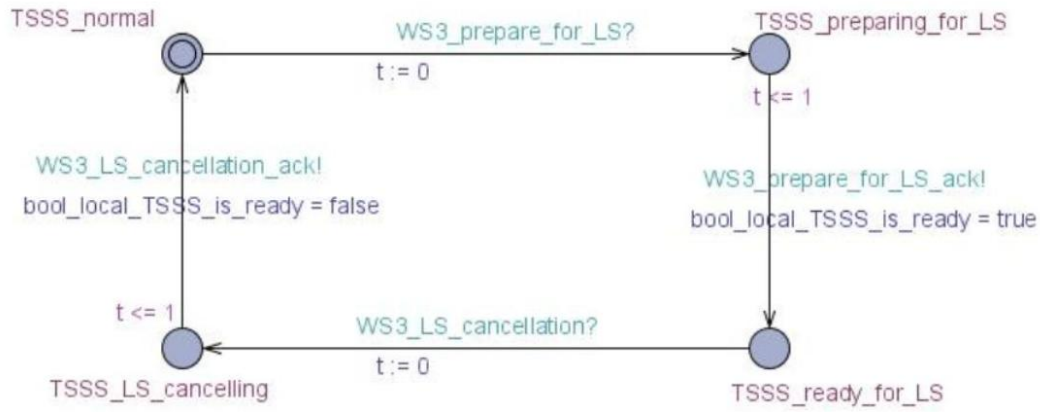 TSSS_normal
WS3_prepare_for_LS?
TSSS_preparing_for_LS
t := 0
t <= 1
WS3_LS_cancellation_ack!
WS3_prepare_for_LS_ack!
bool_local_TSSS_is_ready = false
bool_local_TSSS_is_ready = true
t <= 1
WS3_LS_cancellation?
t := 0
TSSS_LS_cancelling
TSSS_ready_for_LS